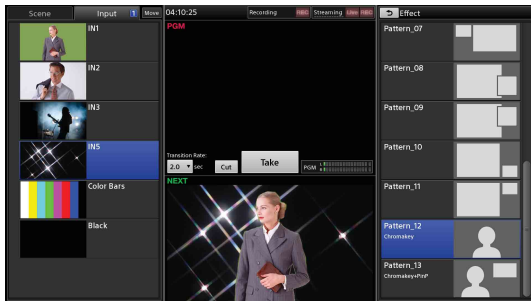 Scene Input 1 Move
IN1
IN2
IN3
IN5
Color Bars
Black
04:10:25 Recording REC Streaming Live REC
PGM
Transition Rate:
2.0 Sec Cut Take PGM
NEXT
Effect
Pattern_07
Pattern_08
Pattern_09
Pattern_10
Pattern_11
Pattern_12
Chromakey
Pattern_13
Chromakey+PinP